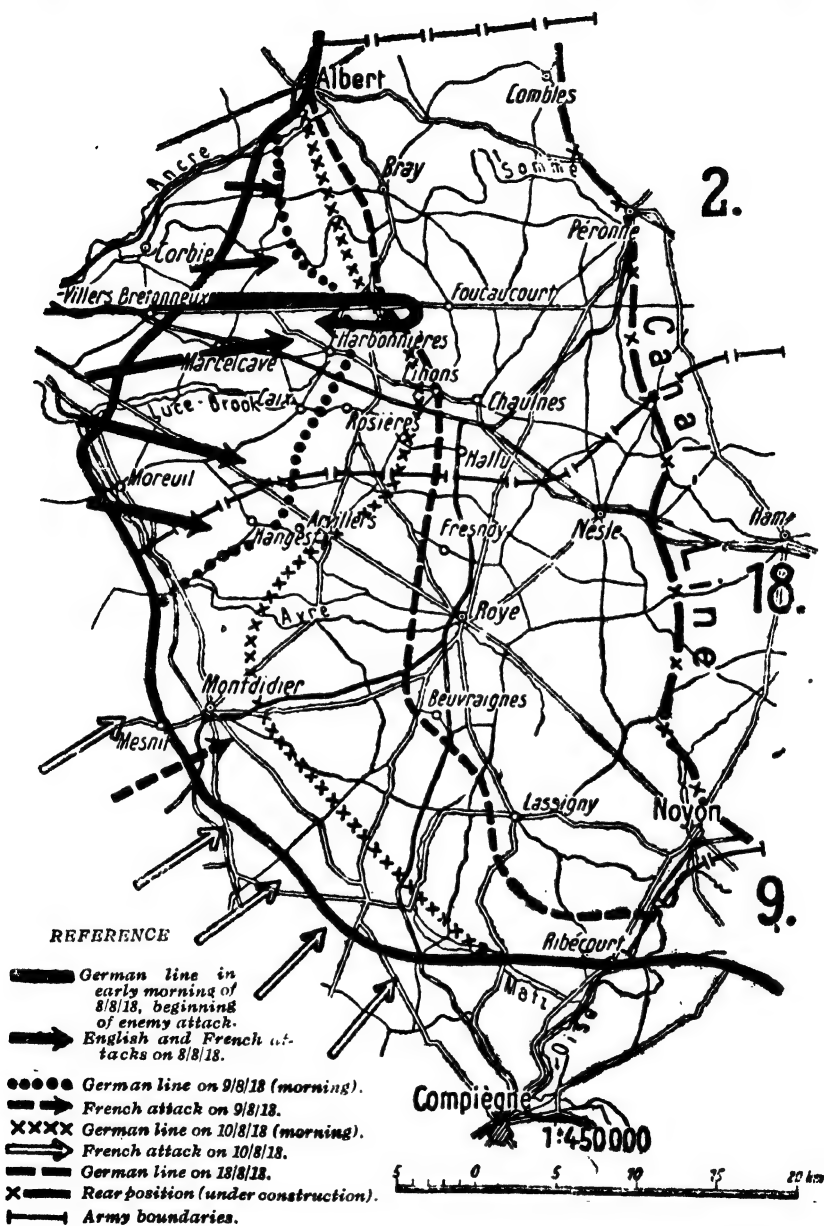 Albert
Combles
Ancre
Bray
Somme
2.
Péronne
Corbie
Villers Bretonneux
Foucaucourt
Harbonnières
Marcelcave
Lihons
Canal-
Luce-Brook
Caix
Chaulnes
Rosières
Hallu
Moreuil
Hangest
Arvillers
Fresnoy
Nesle
Ham
Line
18.
Avre
Roye
Montdidier
Beuvraignes
Mesnil
Lassigny
Noyon
9.
Ribécourt
Matz
Oise
Compiègne
1:450000
REFERENCE
German line in
early morning of
8/8/18, beginning
of enemy attack.
English and French at-
tacks on 8/8/18.
German line on 9/8/18 (morning).
French attack on 9/8/18.
German line on 10/8/18 (morning).
French attack on 10/8/18.
German line on 18/8/18.
Rear position (under construction).
Army boundaries.
5 0 5 10 15 20 km